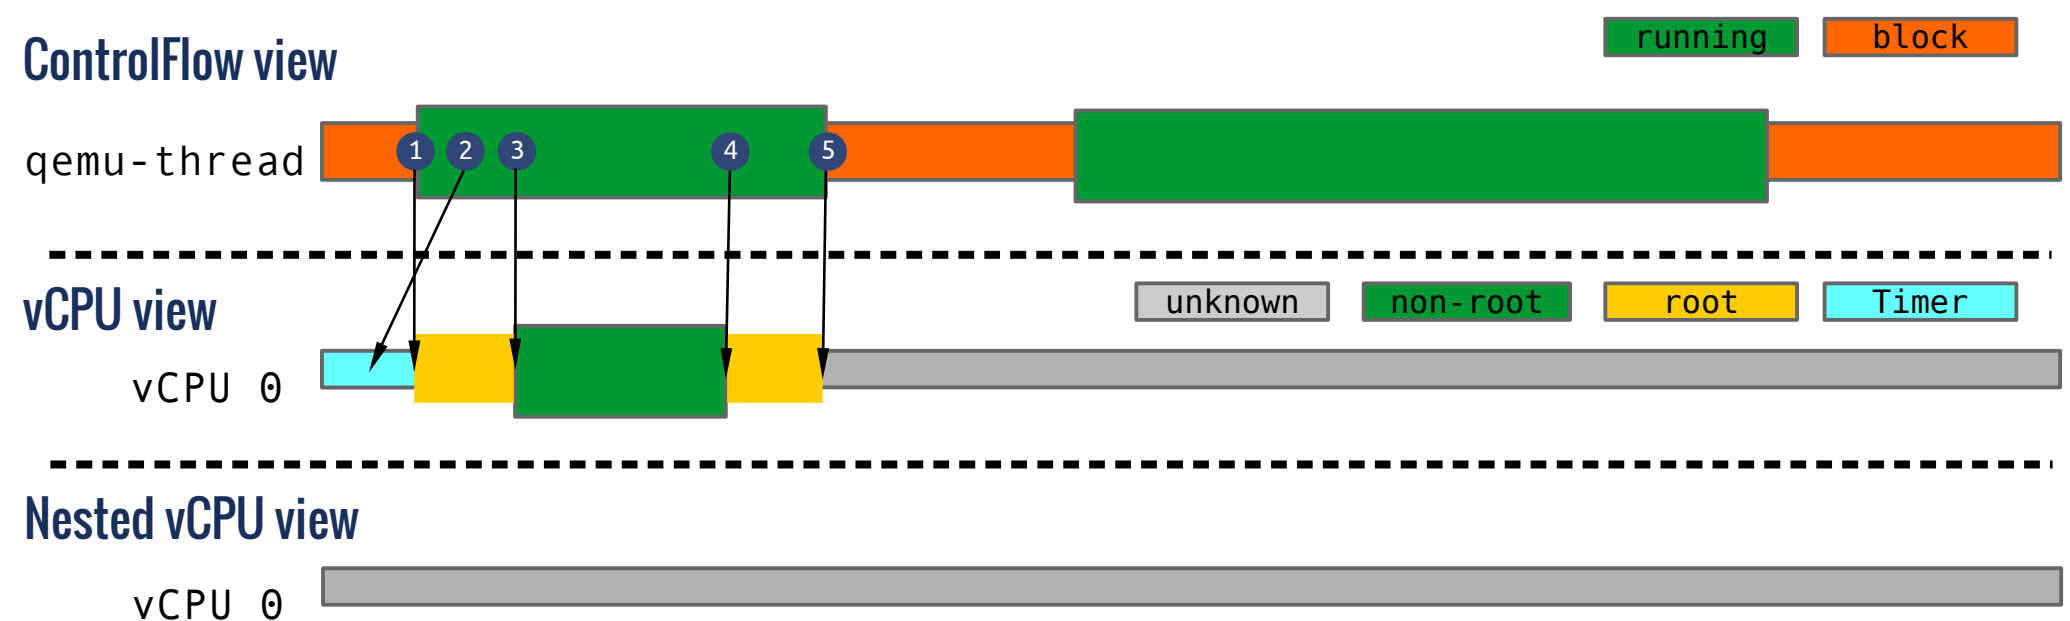 ControlFlow view
running block
qemu-thread
1 2 3 4 5
vCPU view
unknown non-root root Timer
vCPU 0
Nested vCPU view
vCPU 0